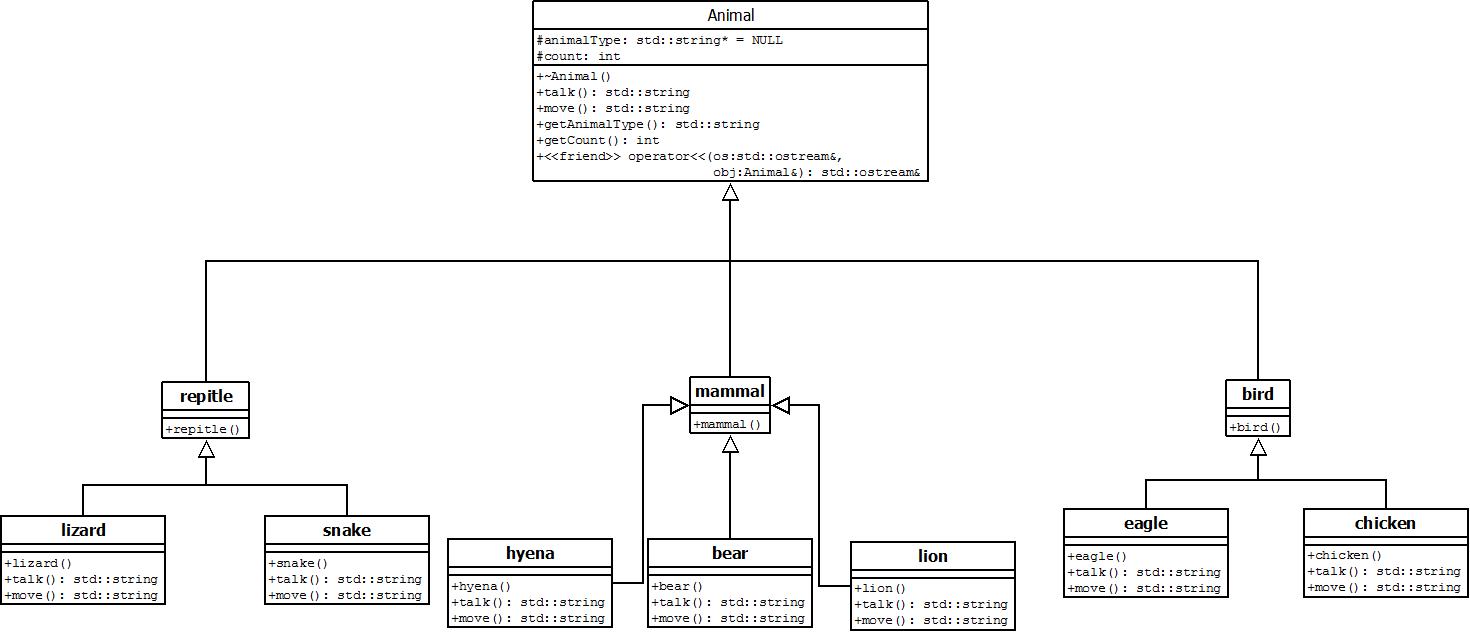 Animal
#animalType: std::string* = NULL
#count: int
+~Animal()
+talk(): std::string
+move(): std::string
+getAnimalType(): std::string
+getCount(): int
+<<friend>> operator<<(os:std::ostream&,
obj:Animal&): std::ostream&
repitle
+repitle()
mammal
+mammal()
bird
+bird()
lizard
+lizard()
+talk(): std::string
+move(): std::string
snake
+snake()
+talk(): std::string
+move(): std::string
hyena
+hyena()
+talk(): std::string
+move(): std::string
bear
+bear()
+talk(): std::string
+move(): std::string
lion
+lion()
+talk(): std::string
+move(): std::string
eagle
+eagle()
+talk(): std::string
+move(): std::string
chicken
+chicken()
+talk(): std::string
+move(): std::string